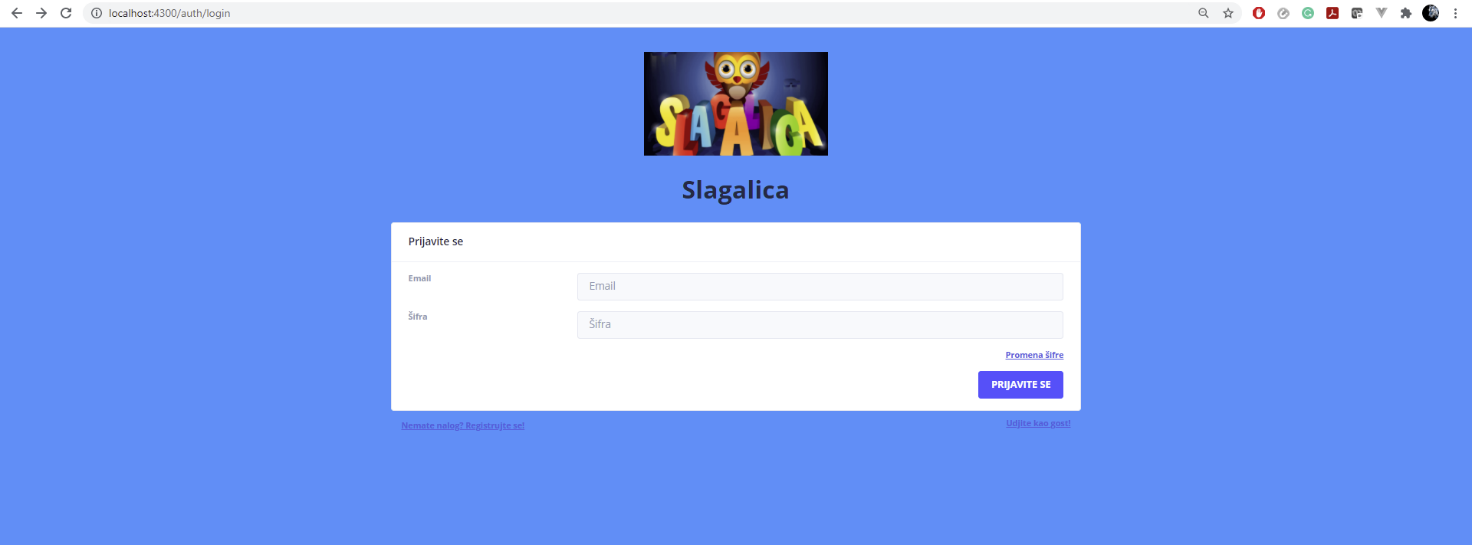 localhost:4300/auth/login
SLAGALICA
Slagalica
Prijavite se
Email
Email
Šifra
Šifra
Promena šifre
PRIJAVITE SE
Nemate nalog? Registrujte se!
Udjite kao gost!